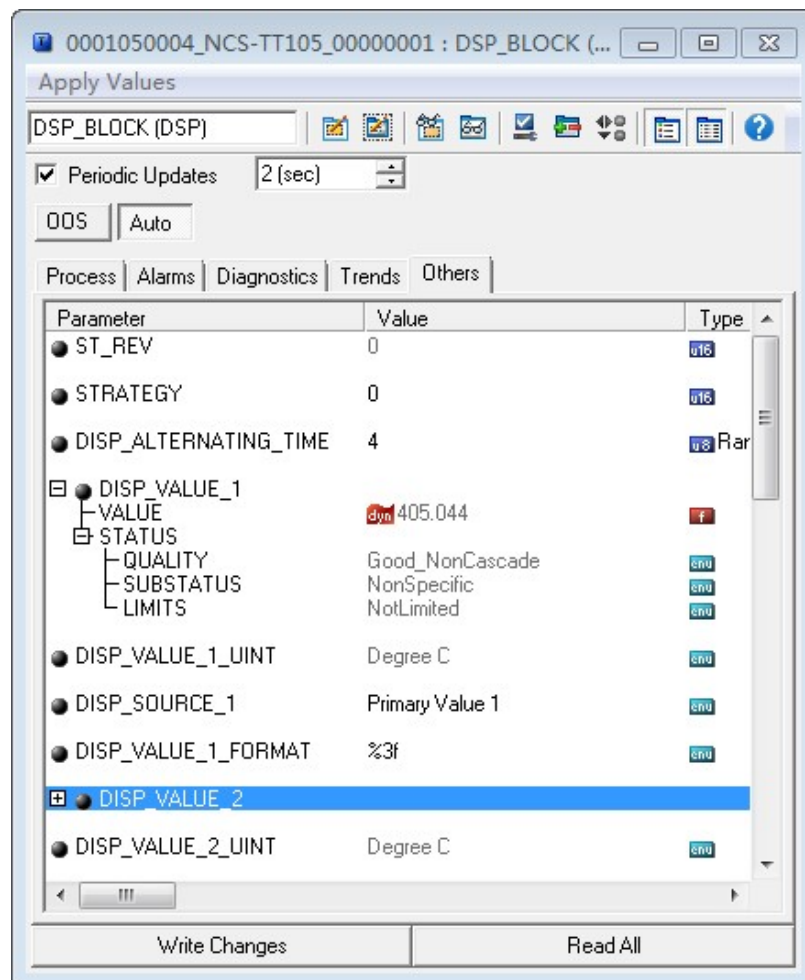 0001050004_NCS-TT105_00000001 : DSP_BLOCK (...
Apply Values
DSP_BLOCK (DSP)
Periodic Updates 2 (sec)
OOS Auto
Process Alarms Diagnostics Trends Others
Parameter Value Type
ST_REV 0 u16
STRATEGY 0 u16
DISP_ALTERNATING_TIME 4 u8 Rar
DISP_VALUE_1
VALUE dyn 405.044 f
STATUS
QUALITY Good_NonCascade enu
SUBSTATUS NonSpecific enu
LIMITS NotLimited enu
DISP_VALUE_1_UINT Degree C enu
DISP_SOURCE_1 Primary Value 1 enu
DISP_VALUE_1_FORMAT %3f enu
DISP_VALUE_2
DISP_VALUE_2_UINT Degree C enu
Write Changes Read All